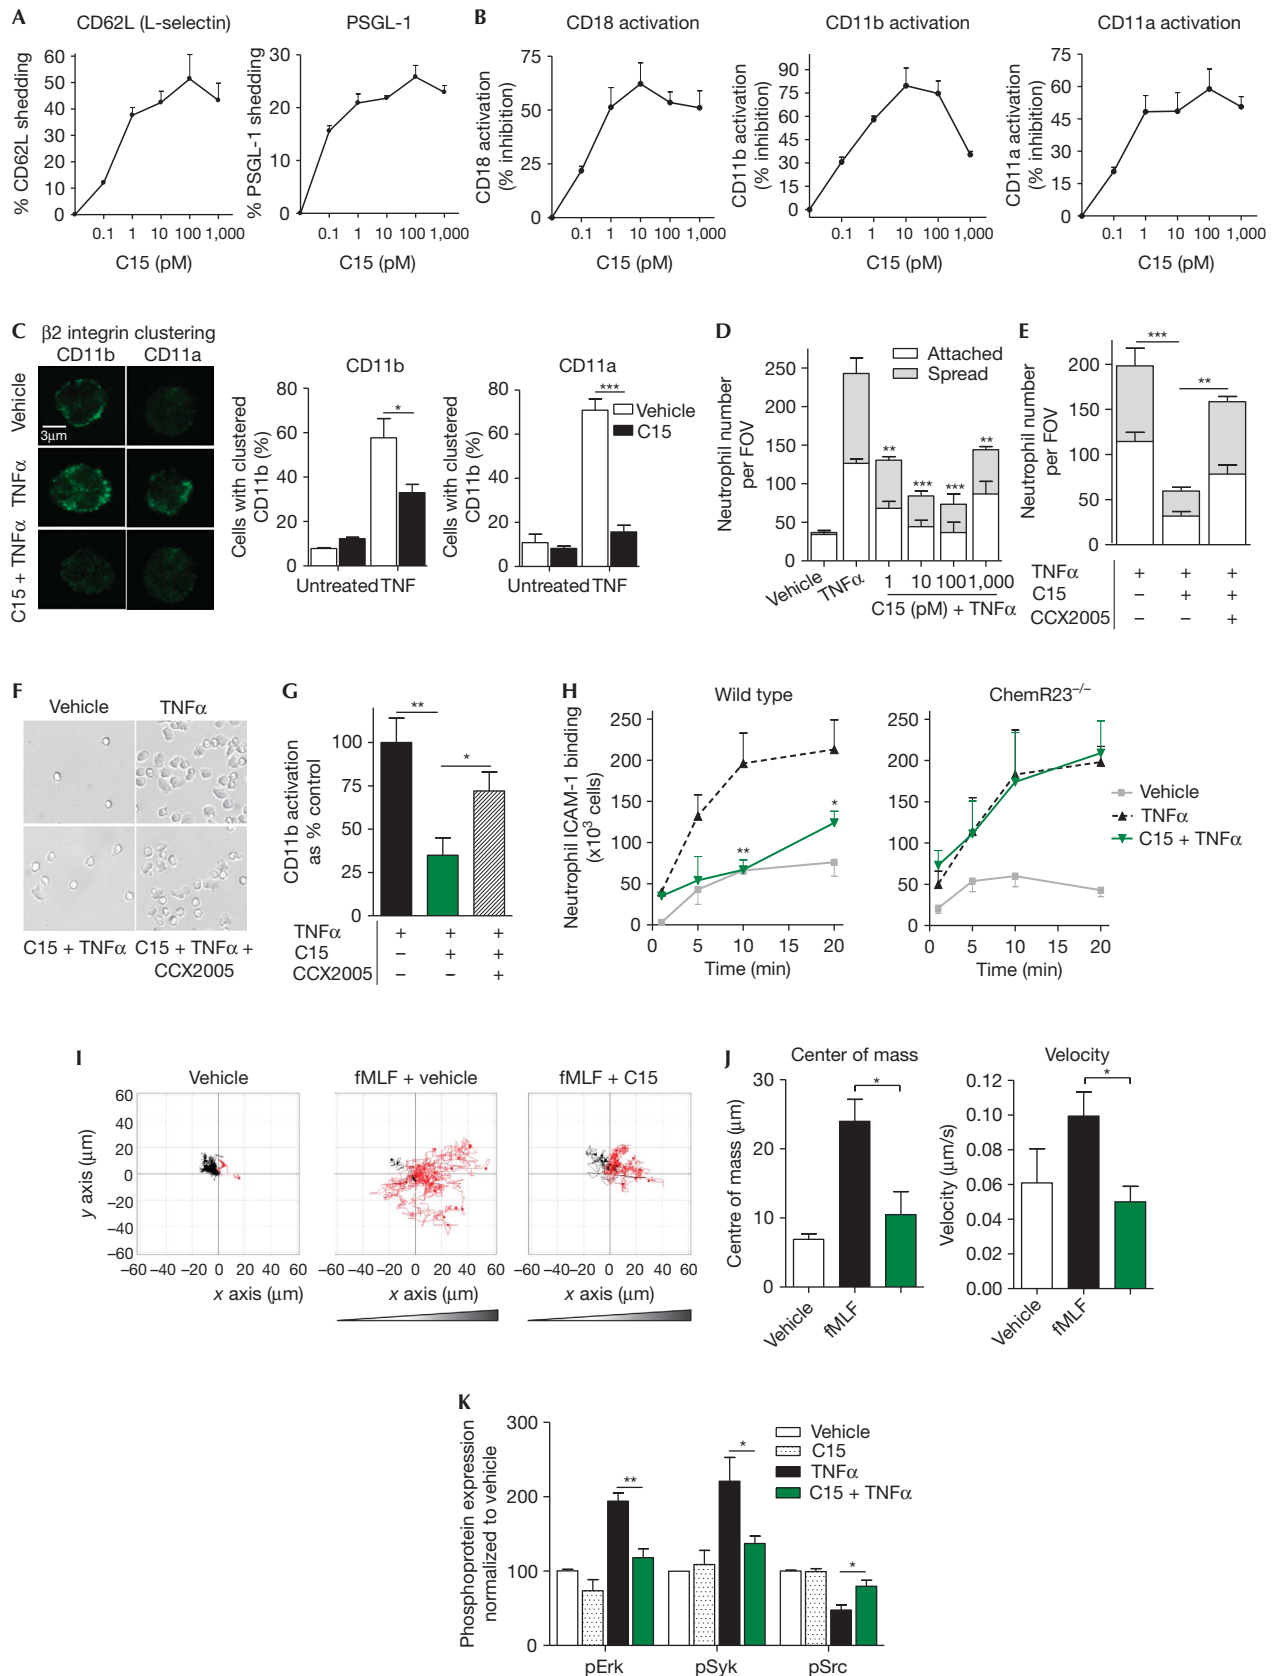 A
CD62L (L-selectin)
% CD62L shedding
60
50
40
30
20
10
0
0.1 1 10 100 1,000
C15 (pM)
PSGL-1
% PSGL-1 shedding
30
20
10
0
0.1 1 10 100 1,000
C15 (pM)
B
CD18 activation
CD18 activation
(% inhibition)
75
50
25
0
0.1 1 10 100 1,000
C15 (pM)
CD11b activation
CD11b activation
(% inhibition)
90
75
60
45
30
15
0
0.1 1 10 100 1,000
C15 (pM)
CD11a activation
CD11a activation
(% inhibition)
75
60
45
30
15
0
0.1 1 10 100 1,000
C15 (pM)
C
β2 integrin clustering
CD11b CD11a
Vehicle
TNFα
C15 + TNFα
3μm
CD11b
Cells with clustered
CD11b (%)
80
60
40
20
0
*
Untreated TNF
CD11a
Cells with clustered
CD11b (%)
80
60
40
20
0
***
Vehicle
C15
Untreated TNF
D
Neutrophil number
per FOV
250
200
150
100
50
0
Attached
Spread
**
***
***
**
Vehicle
TNFα
1 10 100 1,000
C15 (pM) + TNFα
E
Neutrophil number
per FOV
200
150
100
50
0
***
**
TNFα + + +
C15 – + +
CCX2005 – – +
F
Vehicle TNFα
C15 + TNFα C15 + TNFα +
CCX2005
G
CD11b activation
as % control
100
75
50
25
0
**
*
TNFα + + +
C15 – + +
CCX2005 – – +
H
Wild type
Neutrophil ICAM-1 binding
(x10³ cells)
250
200
150
100
50
0
**
*
0 5 10 15 20
Time (min)
ChemR23–/–
250
200
150
100
50
0
0 5 10 15 20
Time (min)
Vehicle
TNFα
C15 + TNFα
I
Vehicle
y axis (μm)
60
40
20
0
–20
–40
–60
–60 –40 –20 0 20 40 60
x axis (μm)
fMLF + vehicle
–60 –40 –20 0 20 40 60
x axis (μm)
fMLF + C15
–60 –40 –20 0 20 40 60
x axis (μm)
J
Center of mass
Centre of mass (μm)
30
20
10
0
*
Vehicle
fMLF
Velocity
Velocity (μm/s)
0.12
0.10
0.08
0.06
0.04
0.02
0.00
*
Vehicle
fMLF
K
Phosphoprotein expression
normalized to vehicle
300
200
100
0
**
*
*
Vehicle
C15
TNFα
C15 + TNFα
pErk pSyk pSrc